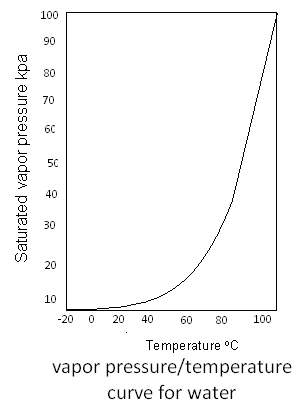 100
90
80
70
60
50
40
30
20
10
Saturated vapor pressure kpa
-20 0 20 40 60 80 100
Temperature ºC
vapor pressure/temperature
curve for water